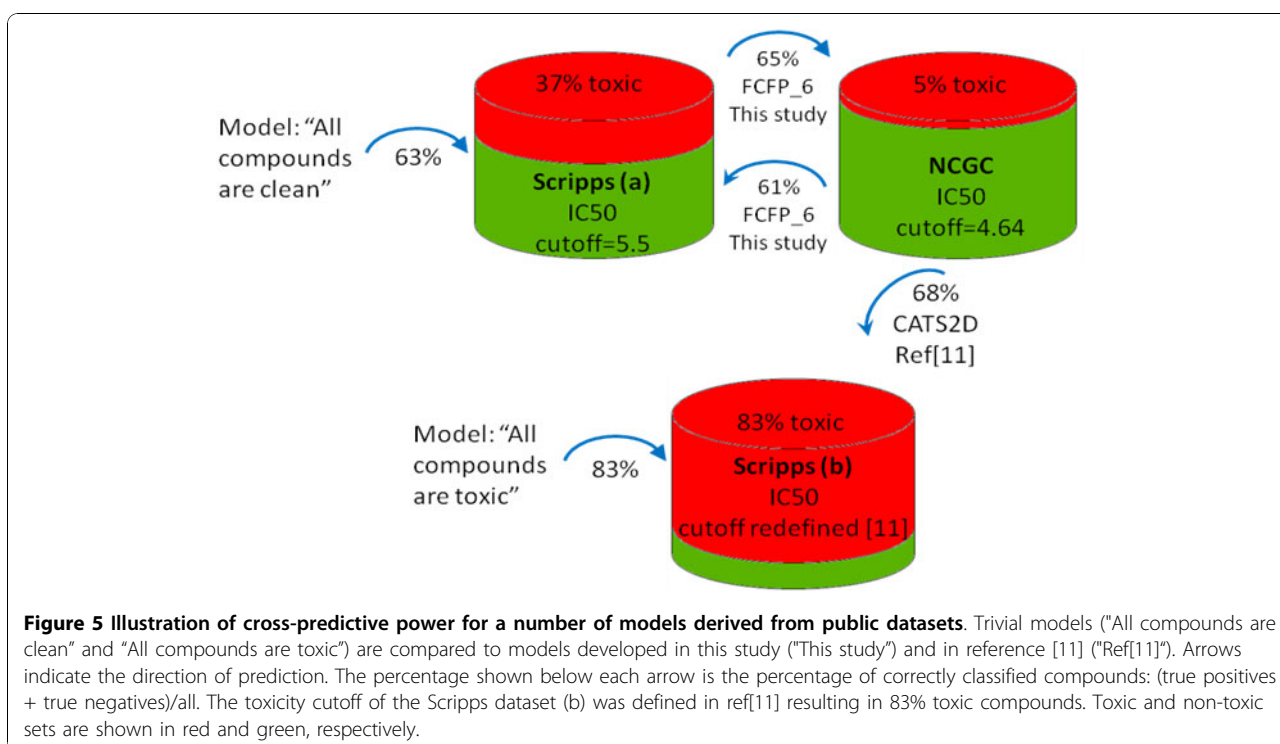 37% toxic
65%
FCFP_6
This study
5% toxic
Model: “All
compounds
are clean”
63%
Scripps (a)
IC50
cutoff=5.5
61%
FCFP_6
This study
NCGC
IC50
cutoff=4.64
68%
CATS2D
Ref[11]
Model: “All
compounds
are toxic”
83%
83% toxic
Scripps (b)
IC50
cutoff redefined [11]
Figure 5 Illustration of cross-predictive power for a number of models derived from public datasets. Trivial models ("All compounds are
clean” and “All compounds are toxic”) are compared to models developed in this study ("This study”) and in reference [11] ("Ref[11]“). Arrows
indicate the direction of prediction. The percentage shown below each arrow is the percentage of correctly classified compounds: (true positives
+ true negatives)/all. The toxicity cutoff of the Scripps dataset (b) was defined in ref[11] resulting in 83% toxic compounds. Toxic and non-toxic
sets are shown in red and green, respectively.